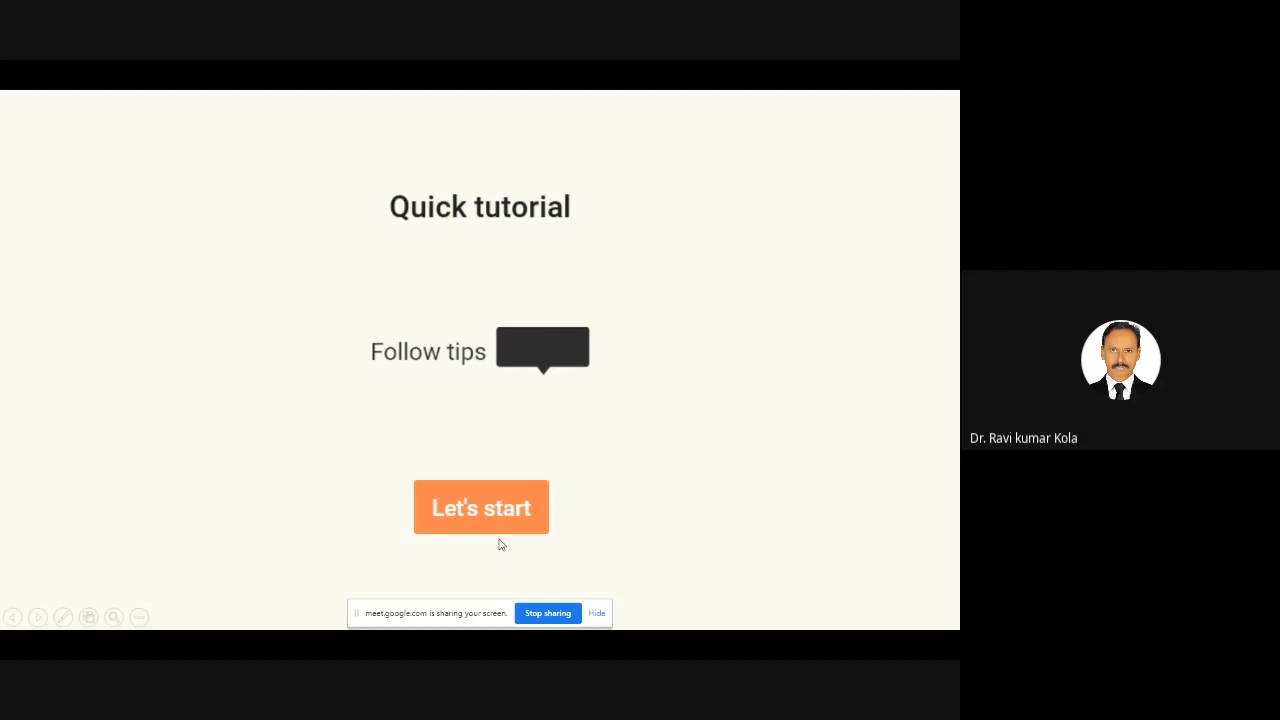 Quick tutorial
Follow tips
Let's start
meet.google.com is sharing your screen.
Stop sharing
Hide
Dr. Ravi kumar Kola